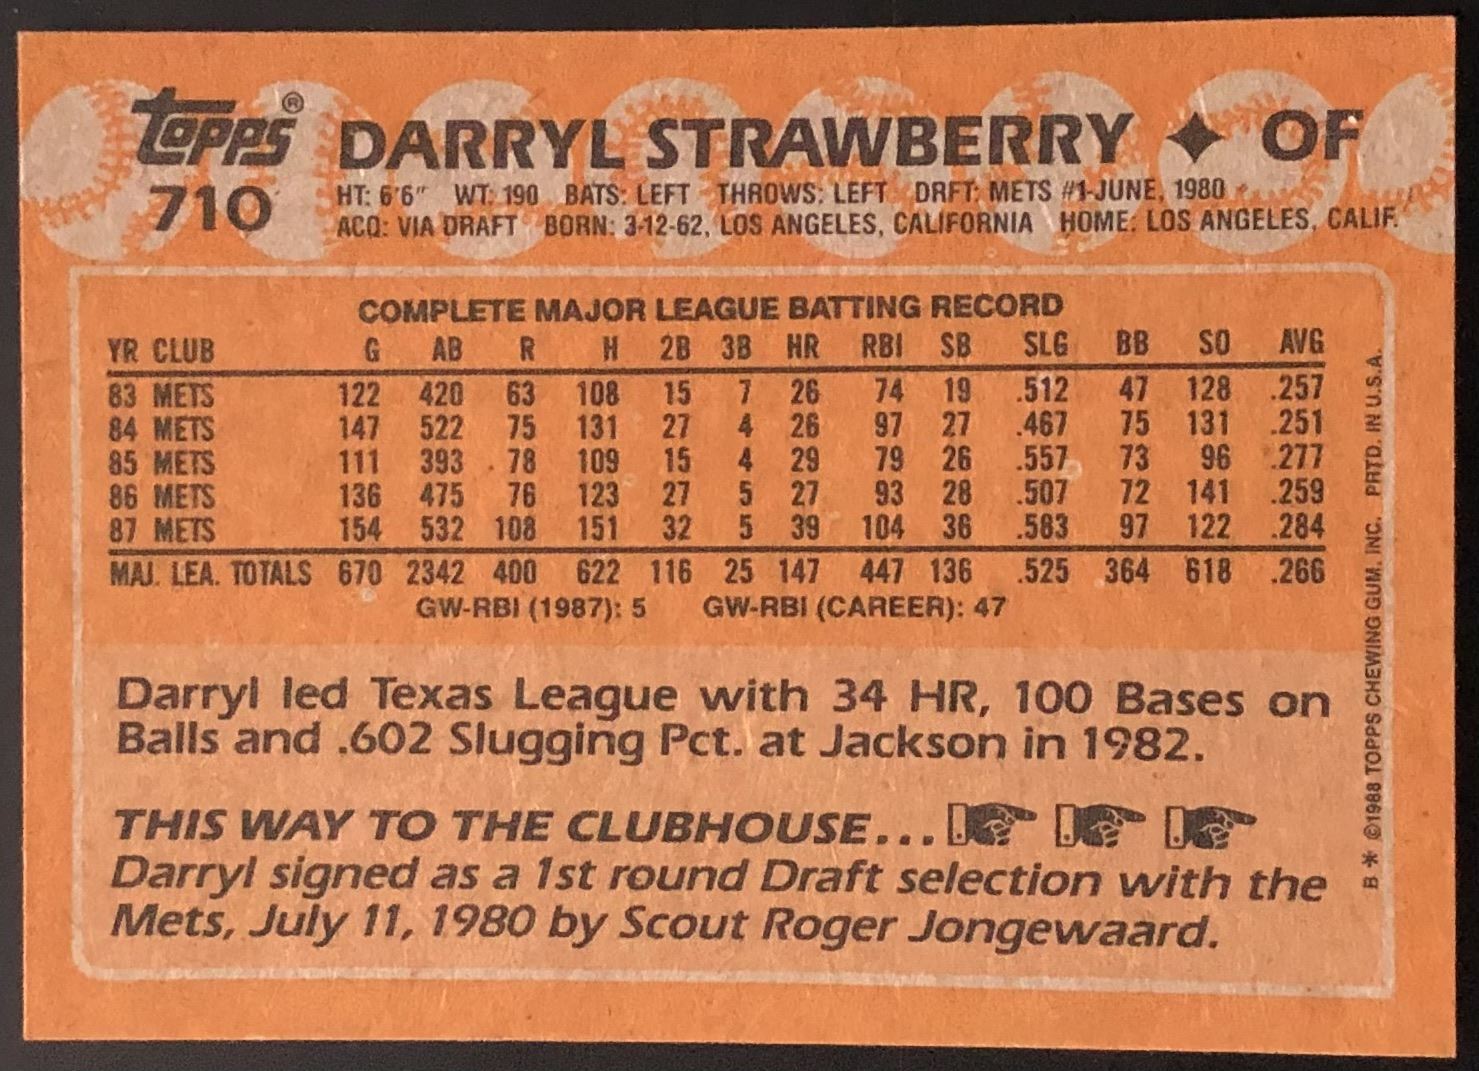 Topps® DARRYL STRAWBERRY ✦ OF
710 HT: 6'6" WT: 190 BATS: LEFT THROWS: LEFT DRFT: METS #1-JUNE, 1980
ACQ: VIA DRAFT BORN: 3-12-62, LOS ANGELES, CALIFORNIA HOME: LOS ANGELES, CALIF.
COMPLETE MAJOR LEAGUE BATTING RECORD
YR CLUB G AB R H 2B 3B HR RBI SB SLG BB SO AVG
83 METS 122 420 63 108 15 7 26 74 19 .512 47 128 .257
84 METS 147 522 75 131 27 4 26 97 27 .467 75 131 .251
85 METS 111 393 78 109 15 4 29 79 26 .557 73 96 .277
86 METS 136 475 76 123 27 5 27 93 28 .507 72 141 .259
87 METS 154 532 108 151 32 5 39 104 36 .583 97 122 .284
MAJ. LEA. TOTALS 670 2342 400 622 116 25 147 447 136 .525 364 618 .266
GW-RBI (1987): 5 GW-RBI (CAREER): 47
Darryl led Texas League with 34 HR, 100 Bases on
Balls and .602 Slugging Pct. at Jackson in 1982.
THIS WAY TO THE CLUBHOUSE...
Darryl signed as a 1st round Draft selection with the
Mets, July 11, 1980 by Scout Roger Jongewaard.
B* ©1988 TOPPS CHEWING GUM, INC. PRTD. IN U.S.A.